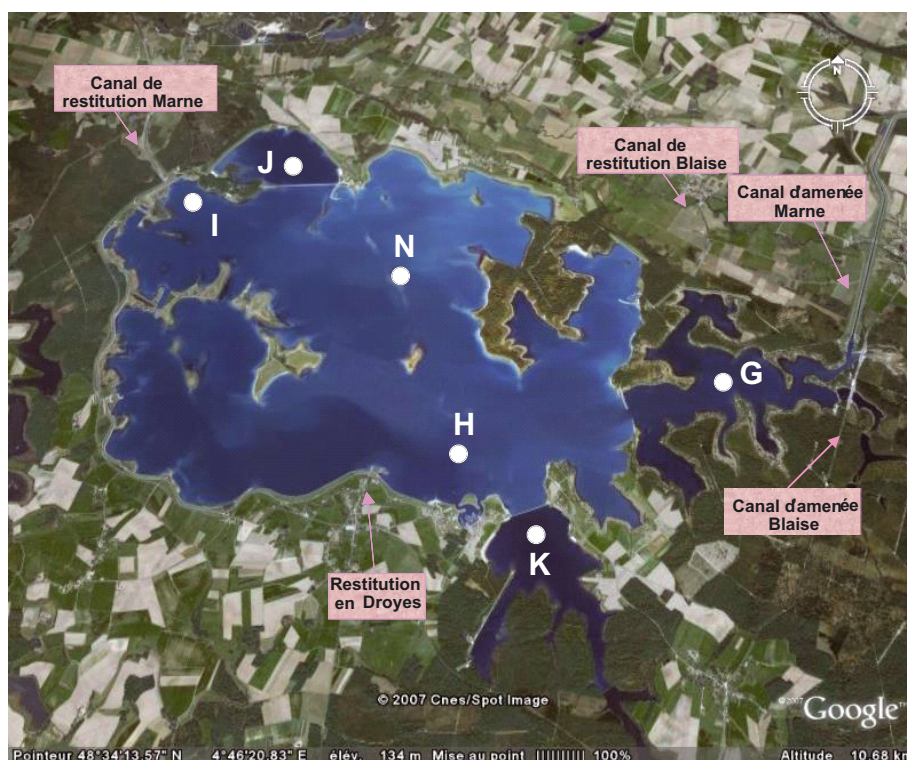 Canal de
restitution Marne
J
I
N
Canal de
restitution Blaise
Canal d'amenée
Marne
N
G
H
Canal d'amenée
Blaise
K
Restitution
en Droyes
© 2007 Cnes/Spot Image
©2007 Google™
Pointeur 48°34'13.57" N 4°46'20.83" E élév. 134 m Mise au point |||||||||| 100% Altitude 10.68 km